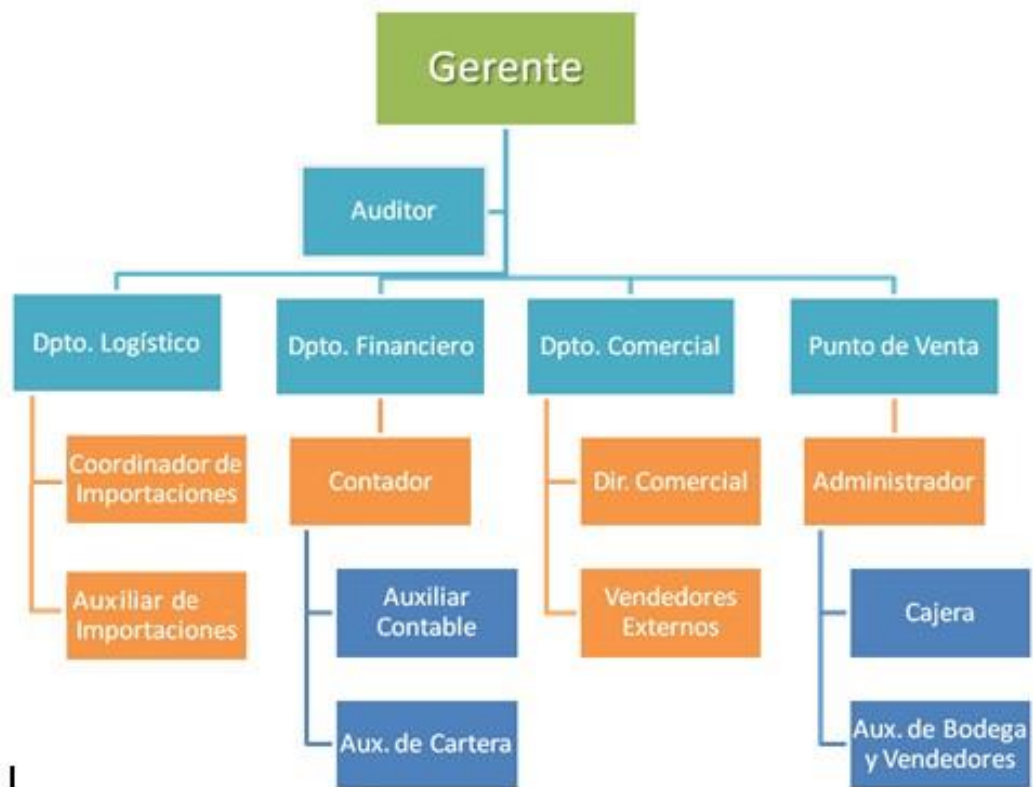 Gerente
Auditor
Dpto. Logístico
Dpto. Financiero
Dpto. Comercial
Punto de Venta
Coordinador de
Importaciones
Contador
Dir. Comercial
Administrador
Auxiliar de
Importaciones
Auxiliar
Contable
Vendedores
Externos
Cajera
Aux. de Cartera
Aux. de Bodega
y Vendedores